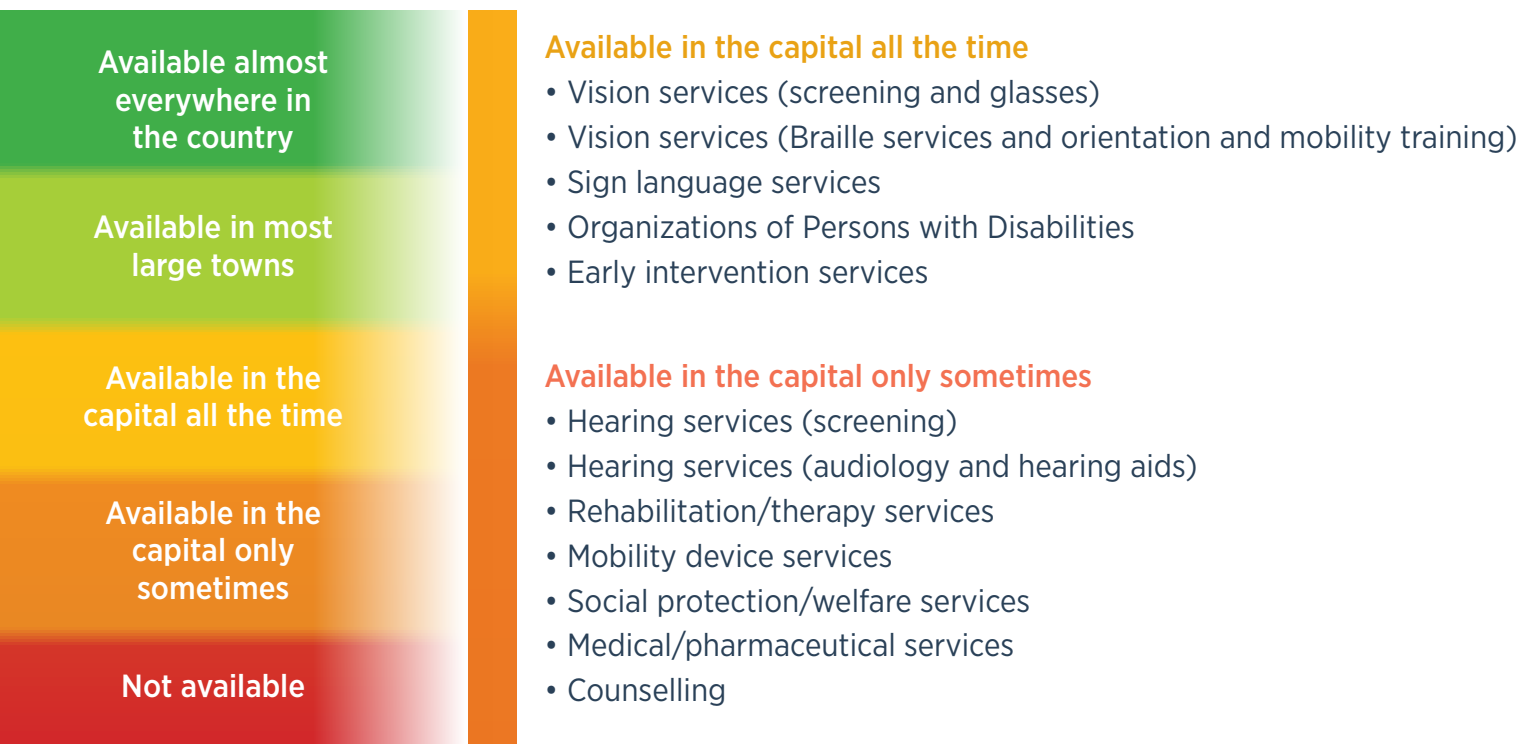 Available almost
everywhere in
the country
Available in most
large towns
Available in the
capital all the time
Available in the
capital only
sometimes
Not available
Available in the capital all the time
• Vision services (screening and glasses)
• Vision services (Braille services and orientation and mobility training)
• Sign language services
• Organizations of Persons with Disabilities
• Early intervention services
Available in the capital only sometimes
• Hearing services (screening)
• Hearing services (audiology and hearing aids)
• Rehabilitation/therapy services
• Mobility device services
• Social protection/welfare services
• Medical/pharmaceutical services
• Counselling